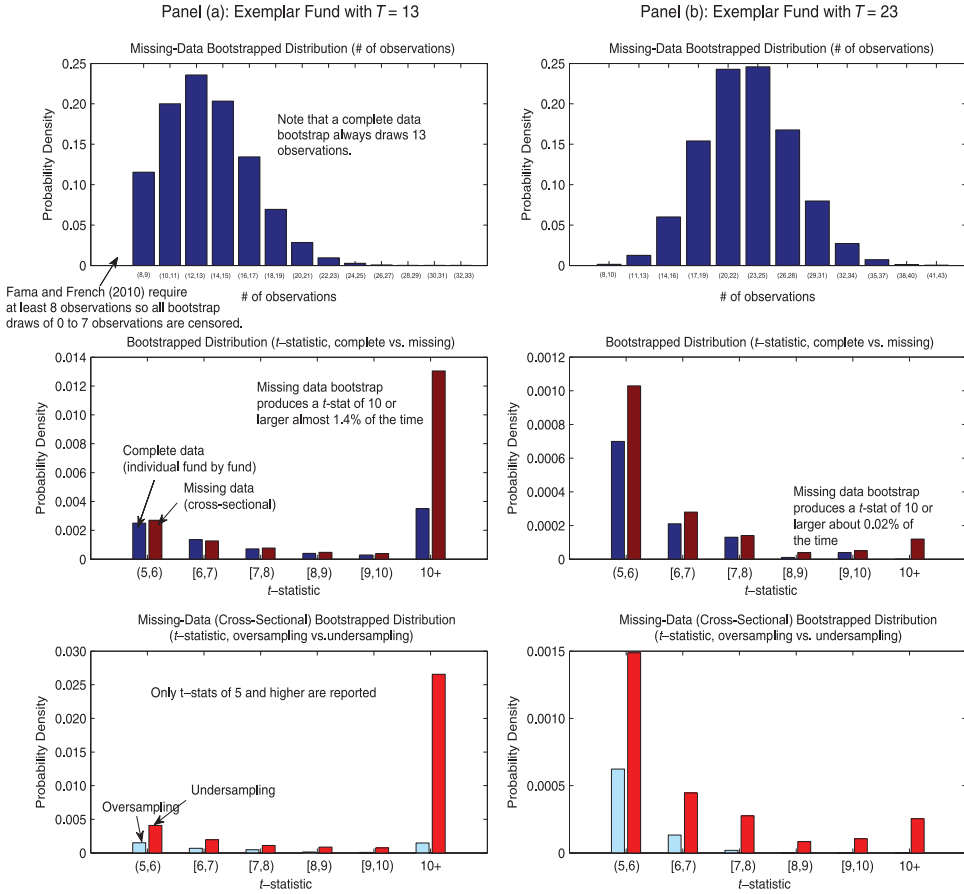 Panel (a): Exemplar Fund with T = 13
Missing-Data Bootstrapped Distribution (# of observations)
0.25
0.20
0.15
0.10
0.05
0
Probability Density
Note that a complete data
bootstrap always draws 13
observations.
(8,9) (10,11) (12,13) (14,15) (16,17) (18,19) (20,21) (22,23) (24,25) (26,27) (28,29) (30,31) (32,33)
# of observations
Fama and French (2010) require
at least 8 observations so all bootstrap
draws of 0 to 7 observations are censored.
Bootstrapped Distribution (t–statistic, complete vs. missing)
0.014
0.012
0.010
0.008
0.006
0.004
0.002
0
Probability Density
Missing data bootstrap
produces a t-stat of 10 or
larger almost 1.4% of the time
Complete data
(individual fund by fund)
Missing data
(cross-sectional)
(5,6) [6,7) [7,8) [8,9) [9,10) 10+
t–statistic
Missing-Data (Cross-Sectional) Bootstrapped Distribution
(t–statistic, oversampling vs.undersampling)
0.030
0.025
0.020
0.015
0.010
0.005
0
Probability Density
Only t–stats of 5 and higher are reported
Undersampling
Oversampling
(5,6) [6,7) [7,8) [8,9) [9,10) 10+
t–statistic
Panel (b): Exemplar Fund with T = 23
Missing-Data Bootstrapped Distribution (# of observations)
0.25
0.20
0.15
0.10
0.05
0
Probability Density
(8,10) (11,13) (14,16) (17,19) (20,22) (23,25) (26,28) (29,31) (32,34) (35,37) (38,40) (41,43)
# of observations
Bootstrapped Distribution (t–statistic, complete vs. missing)
0.0012
0.0010
0.0008
0.0006
0.0004
0.0002
0
Probability Density
Missing data bootstrap
produces a t-stat of 10 or
larger about 0.02% of
the time
(5,6) [6,7) [7,8) [8,9) [9,10) 10+
t–statistic
Missing-Data (Cross-Sectional) Bootstrapped Distribution
(t–statistic, oversampling vs. undersampling)
0.0015
0.0010
0.0005
0
Probability Density
(5,6) [6,7) [7,8) [8,9) [9,10) 10+
t–statistic